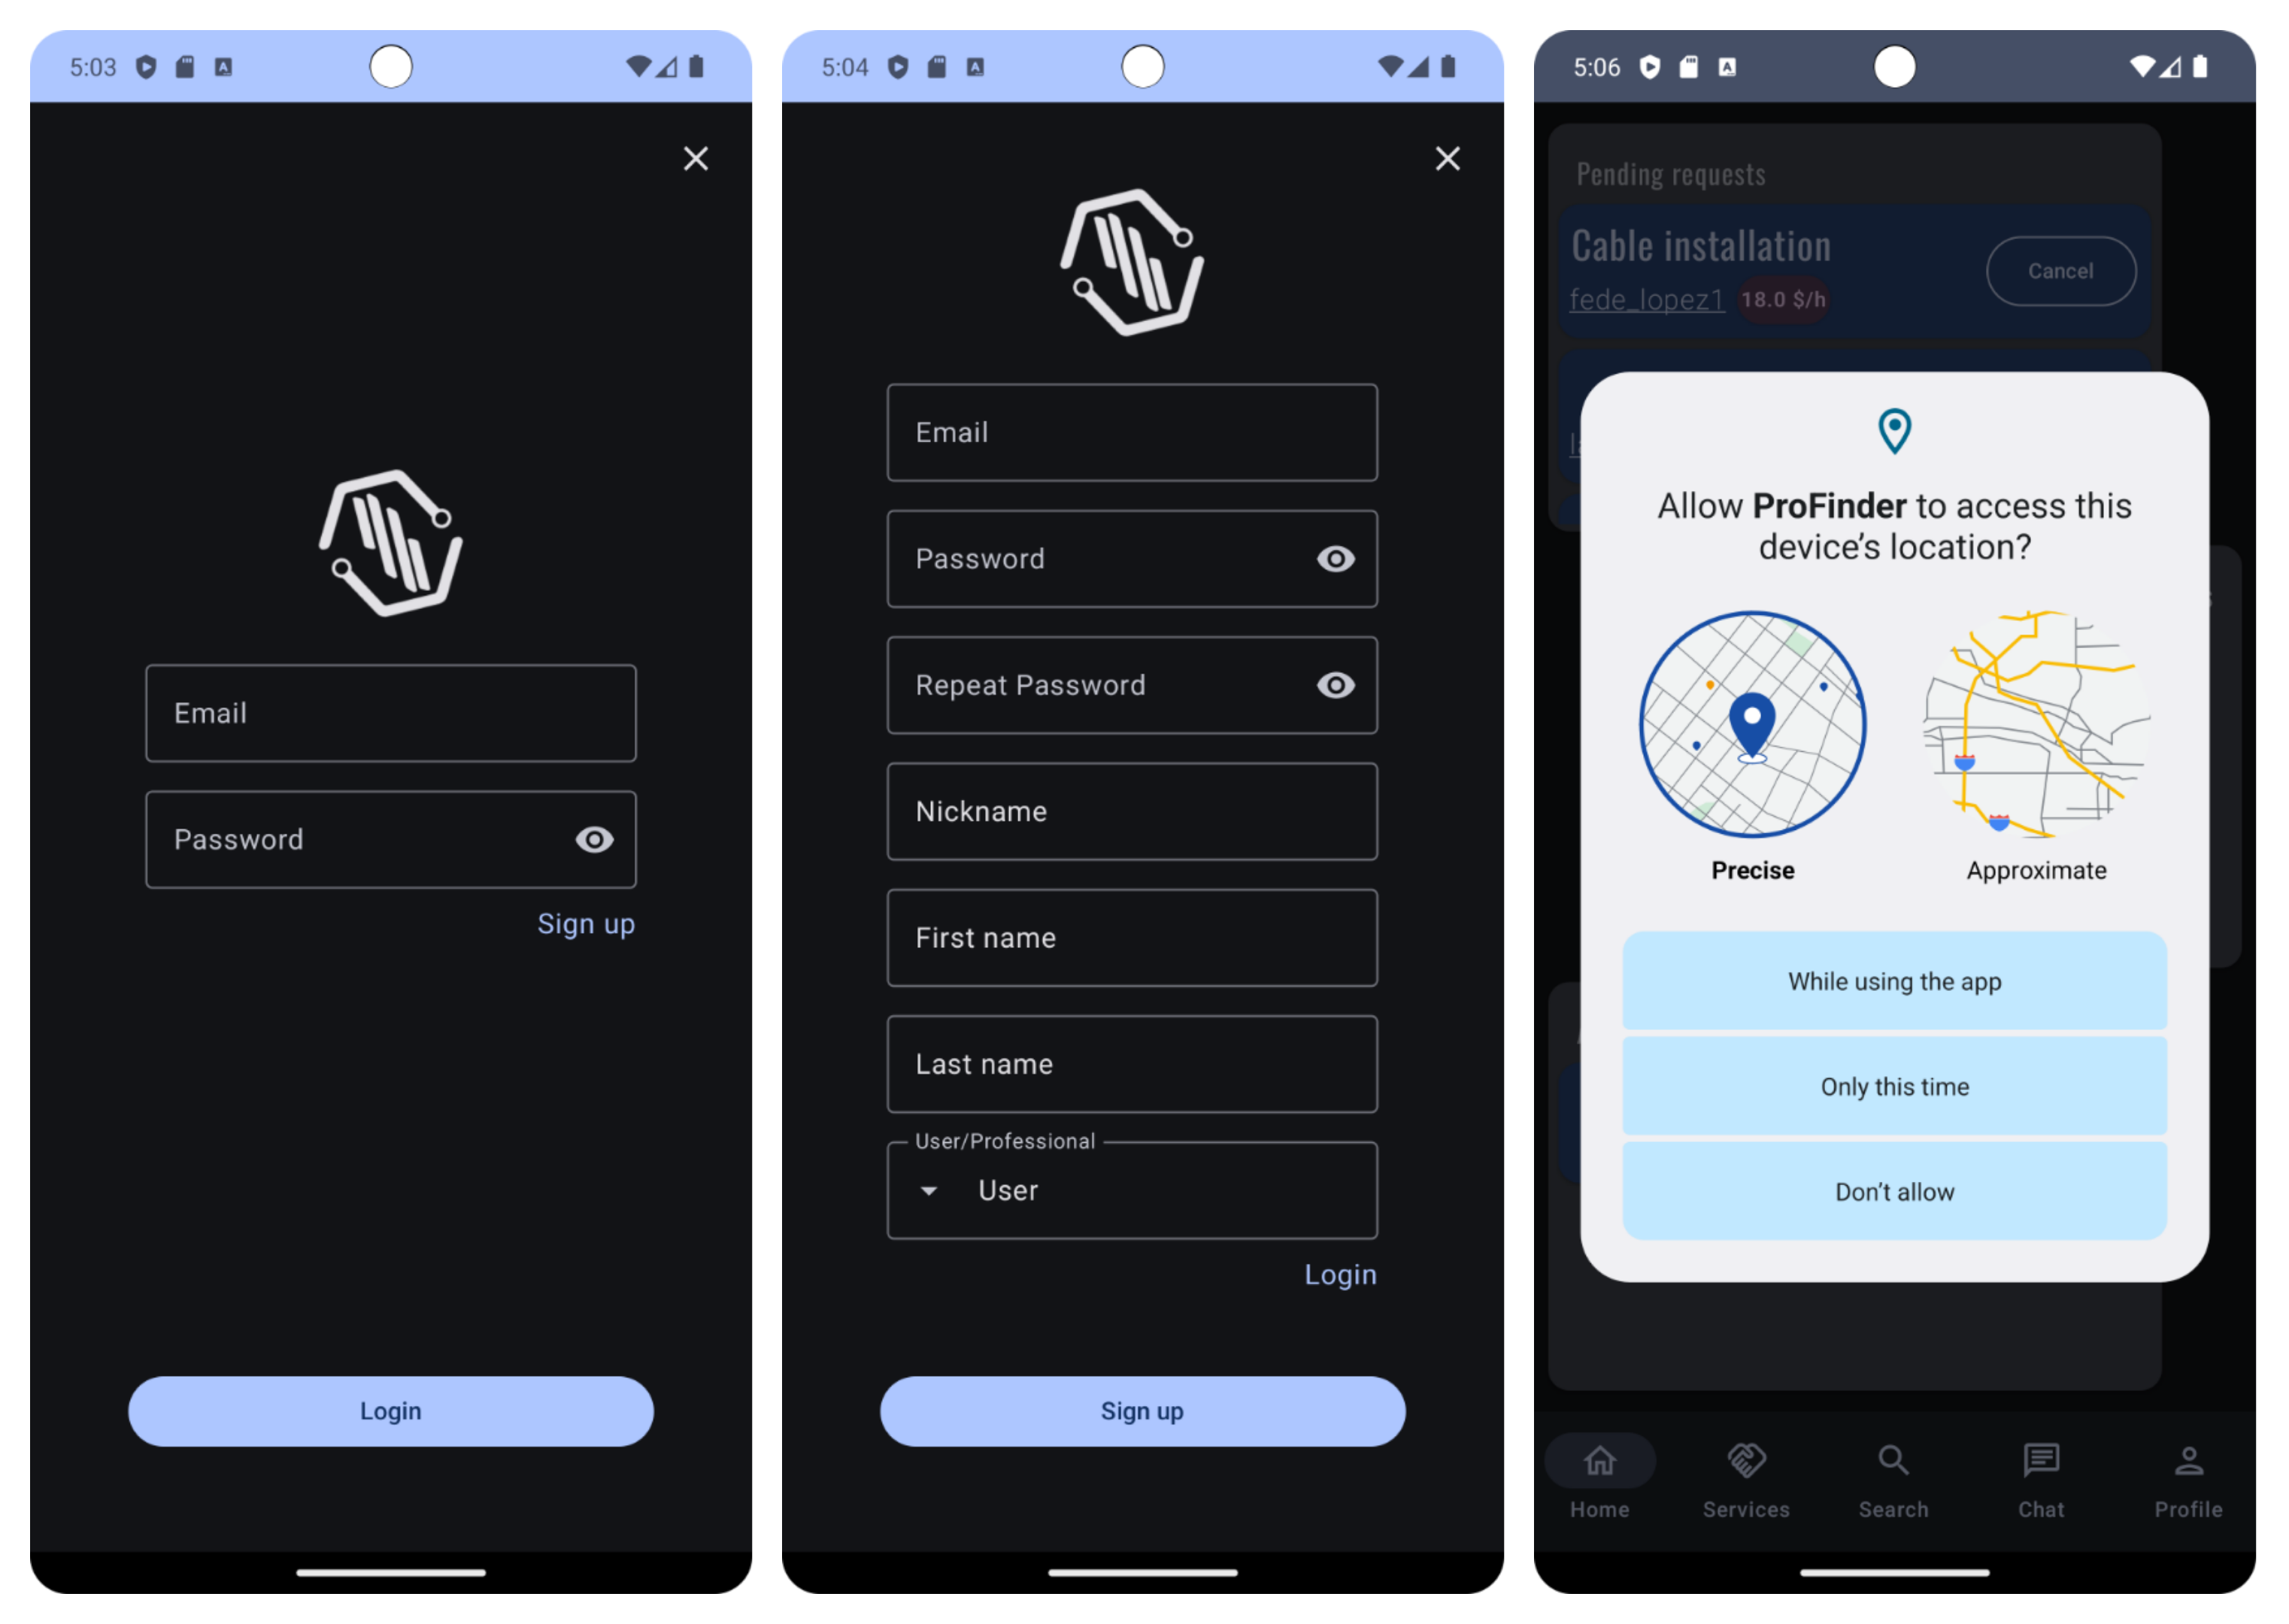 5:03
Email
Password
Sign up
Login
5:04
Email
Password
Repeat Password
Nickname
First name
Last name
User/Professional
User
Login
Sign up
5:06
Pending requests
Cable installation
Cancel
fede_lopez1 18.0 $/h
Allow ProFinder to access this
device’s location?
Precise
Approximate
While using the app
Only this time
Don’t allow
Home
Services
Search
Chat
Profile